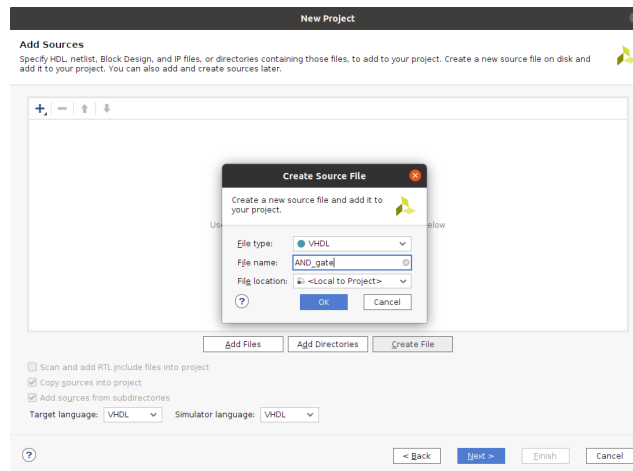 New Project
Add Sources
Specify HDL, netlist, Block Design, and IP files, or directories containing those files, to add to your project. Create a new source file on disk and
add it to your project. You can also add and create sources later.
Create Source File
Create a new source file and add it to
your project.
Us
elow
File type: VHDL
File name: AND_gate
File location: <Local to Project>
? OK Cancel
Add Files Add Directories Create File
Scan and add RTL include files into project
Copy sources into project
Add sources from subdirectories
Target language: VHDL Simulator language: VHDL
? < Back Next > Finish Cancel